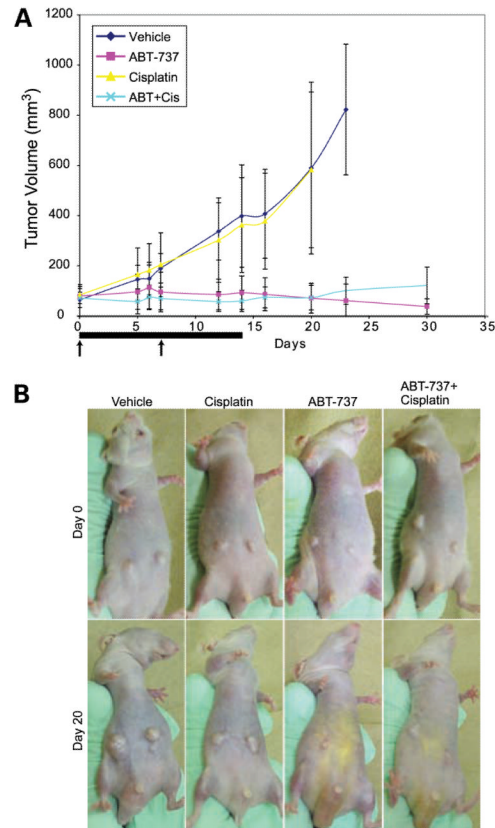 A
1200
1000
800
600
400
200
0
Tumor Volume (mm³)
Vehicle
ABT-737
Cisplatin
ABT+Cis
0 5 10 15 20 25 30 35
Days
B
Vehicle Cisplatin ABT-737 ABT-737+
Cisplatin
Day 0
Day 20